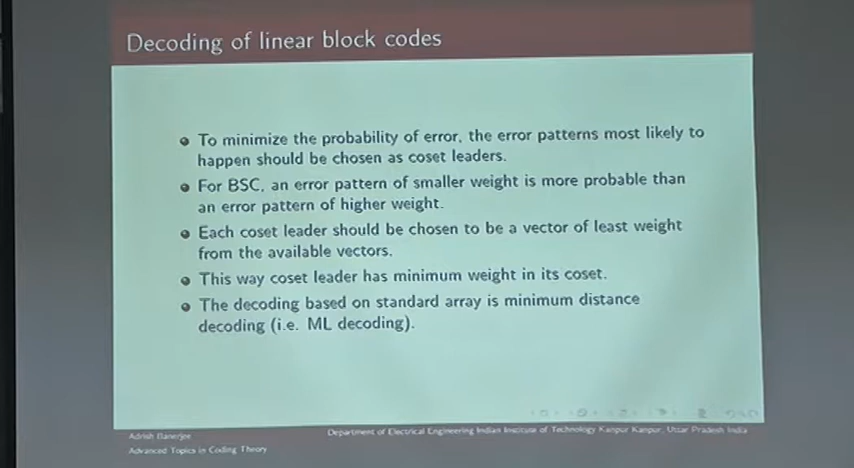 Decoding of linear block codes
To minimize the probability of error, the error patterns most likely to
happen should be chosen as coset leaders.
For BSC, an error pattern of smaller weight is more probable than
an error pattern of higher weight.
Each coset leader should be chosen to be a vector of least weight
from the available vectors.
This way coset leader has minimum weight in its coset.
The decoding based on standard array is minimum distance
decoding (i.e. ML decoding).
Adrish Banerjee
Department of Electrical Engineering Indian Institute of Technology Kanpur Kanpur, Uttar Pradesh India
Advanced Topics in Coding Theory